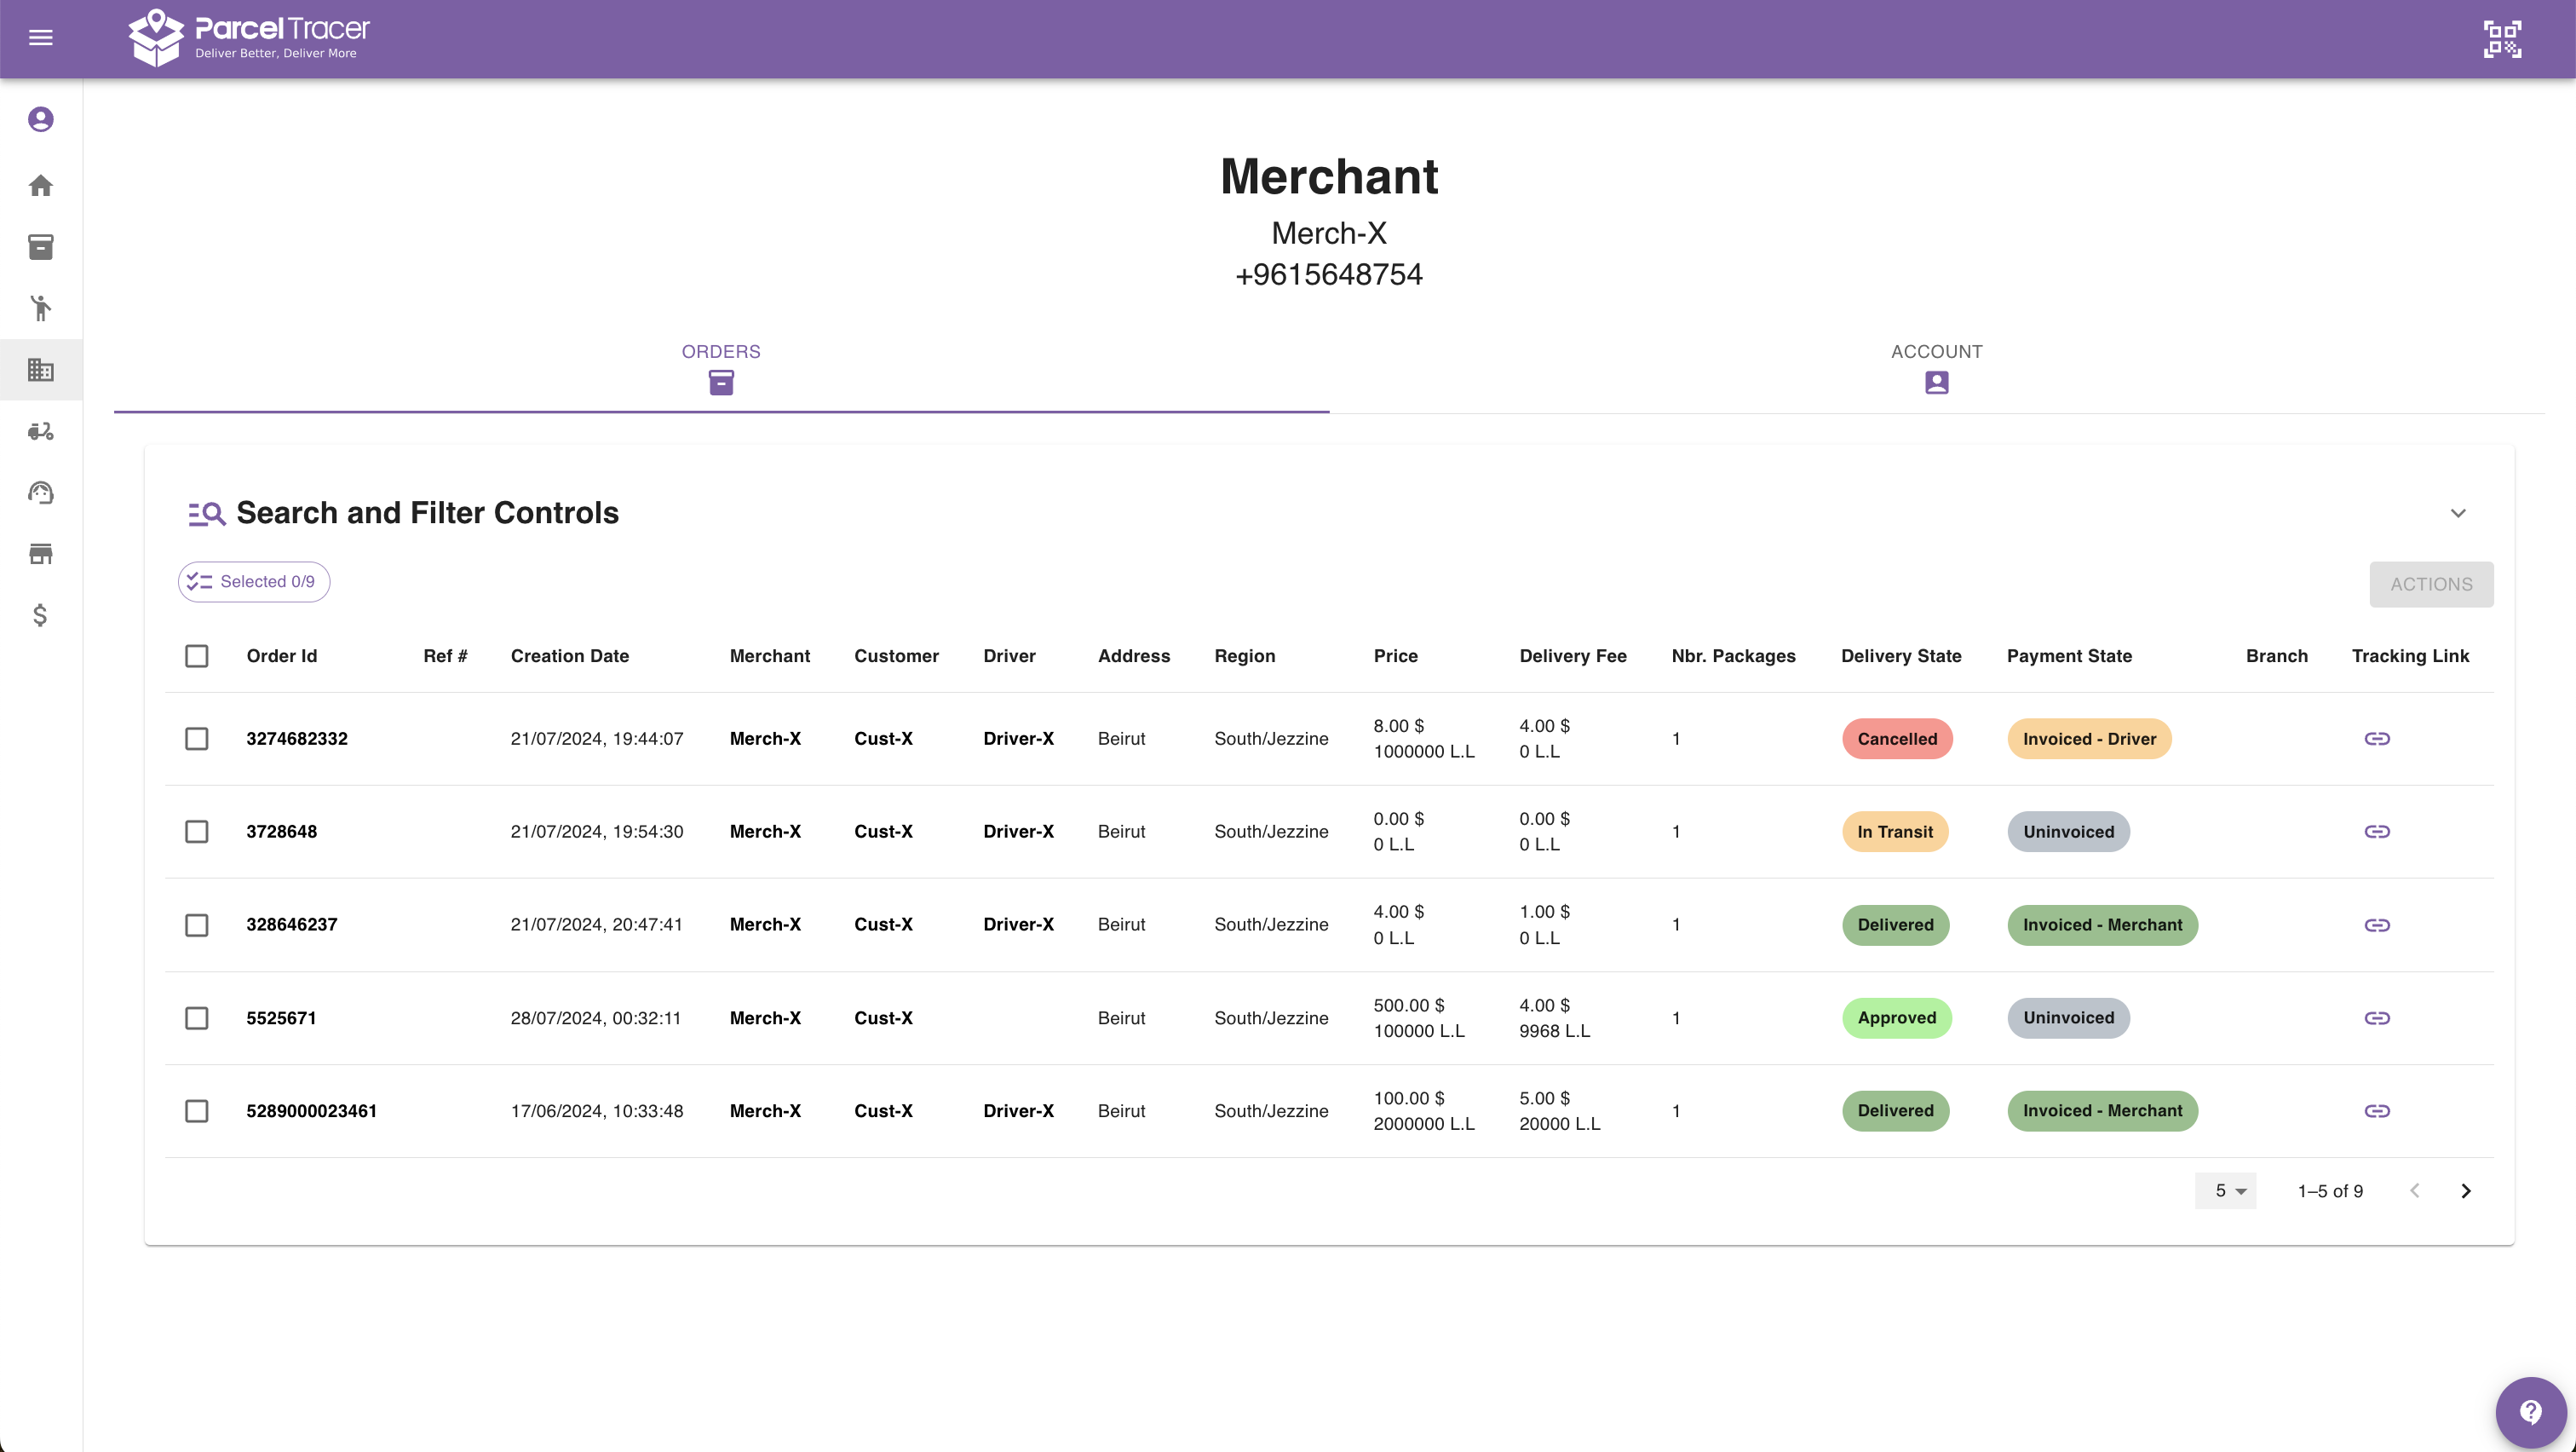 ParcelTracer
Deliver Better, Deliver More
Merchant
Merch-X
+9615648754
ORDERS
ACCOUNT
Search and Filter Controls
Selected 0/9
ACTIONS
Order Id Ref # Creation Date Merchant Customer Driver Address Region Price Delivery Fee Nbr. Packages Delivery State Payment State Branch Tracking Link
3274682332 21/07/2024, 19:44:07 Merch-X Cust-X Driver-X Beirut South/Jezzine 8.00 $ 4.00 $ 1 Cancelled Invoiced - Driver
1000000 L.L 0 L.L
3728648 21/07/2024, 19:54:30 Merch-X Cust-X Driver-X Beirut South/Jezzine 0.00 $ 0.00 $ 1 In Transit Uninvoiced
0 L.L 0 L.L
328646237 21/07/2024, 20:47:41 Merch-X Cust-X Driver-X Beirut South/Jezzine 4.00 $ 1.00 $ 1 Delivered Invoiced - Merchant
0 L.L 0 L.L
5525671 28/07/2024, 00:32:11 Merch-X Cust-X Beirut South/Jezzine 500.00 $ 4.00 $ 1 Approved Uninvoiced
100000 L.L 9968 L.L
5289000023461 17/06/2024, 10:33:48 Merch-X Cust-X Driver-X Beirut South/Jezzine 100.00 $ 5.00 $ 1 Delivered Invoiced - Merchant
2000000 L.L 20000 L.L
5 1–5 of 9